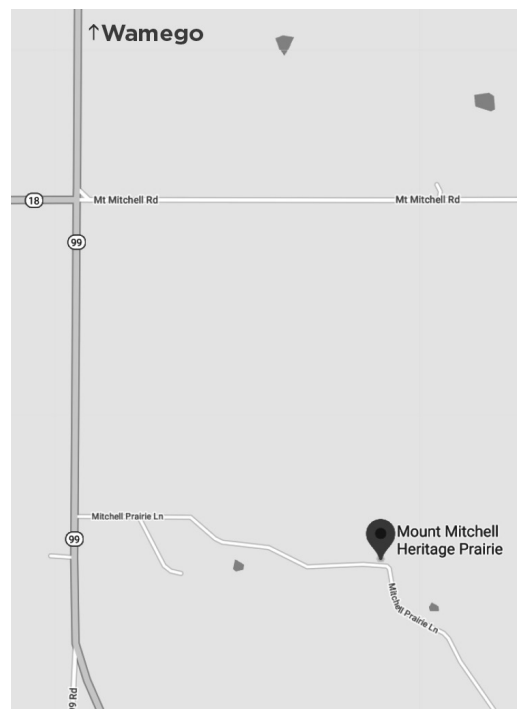 ↑Wamego
18
Mt Mitchell Rd
Mt Mitchell Rd
99
Mitchell Prairie Ln
99
Mount Mitchell
Heritage Prairie
Mitchell Prairie Ln
99 Rd